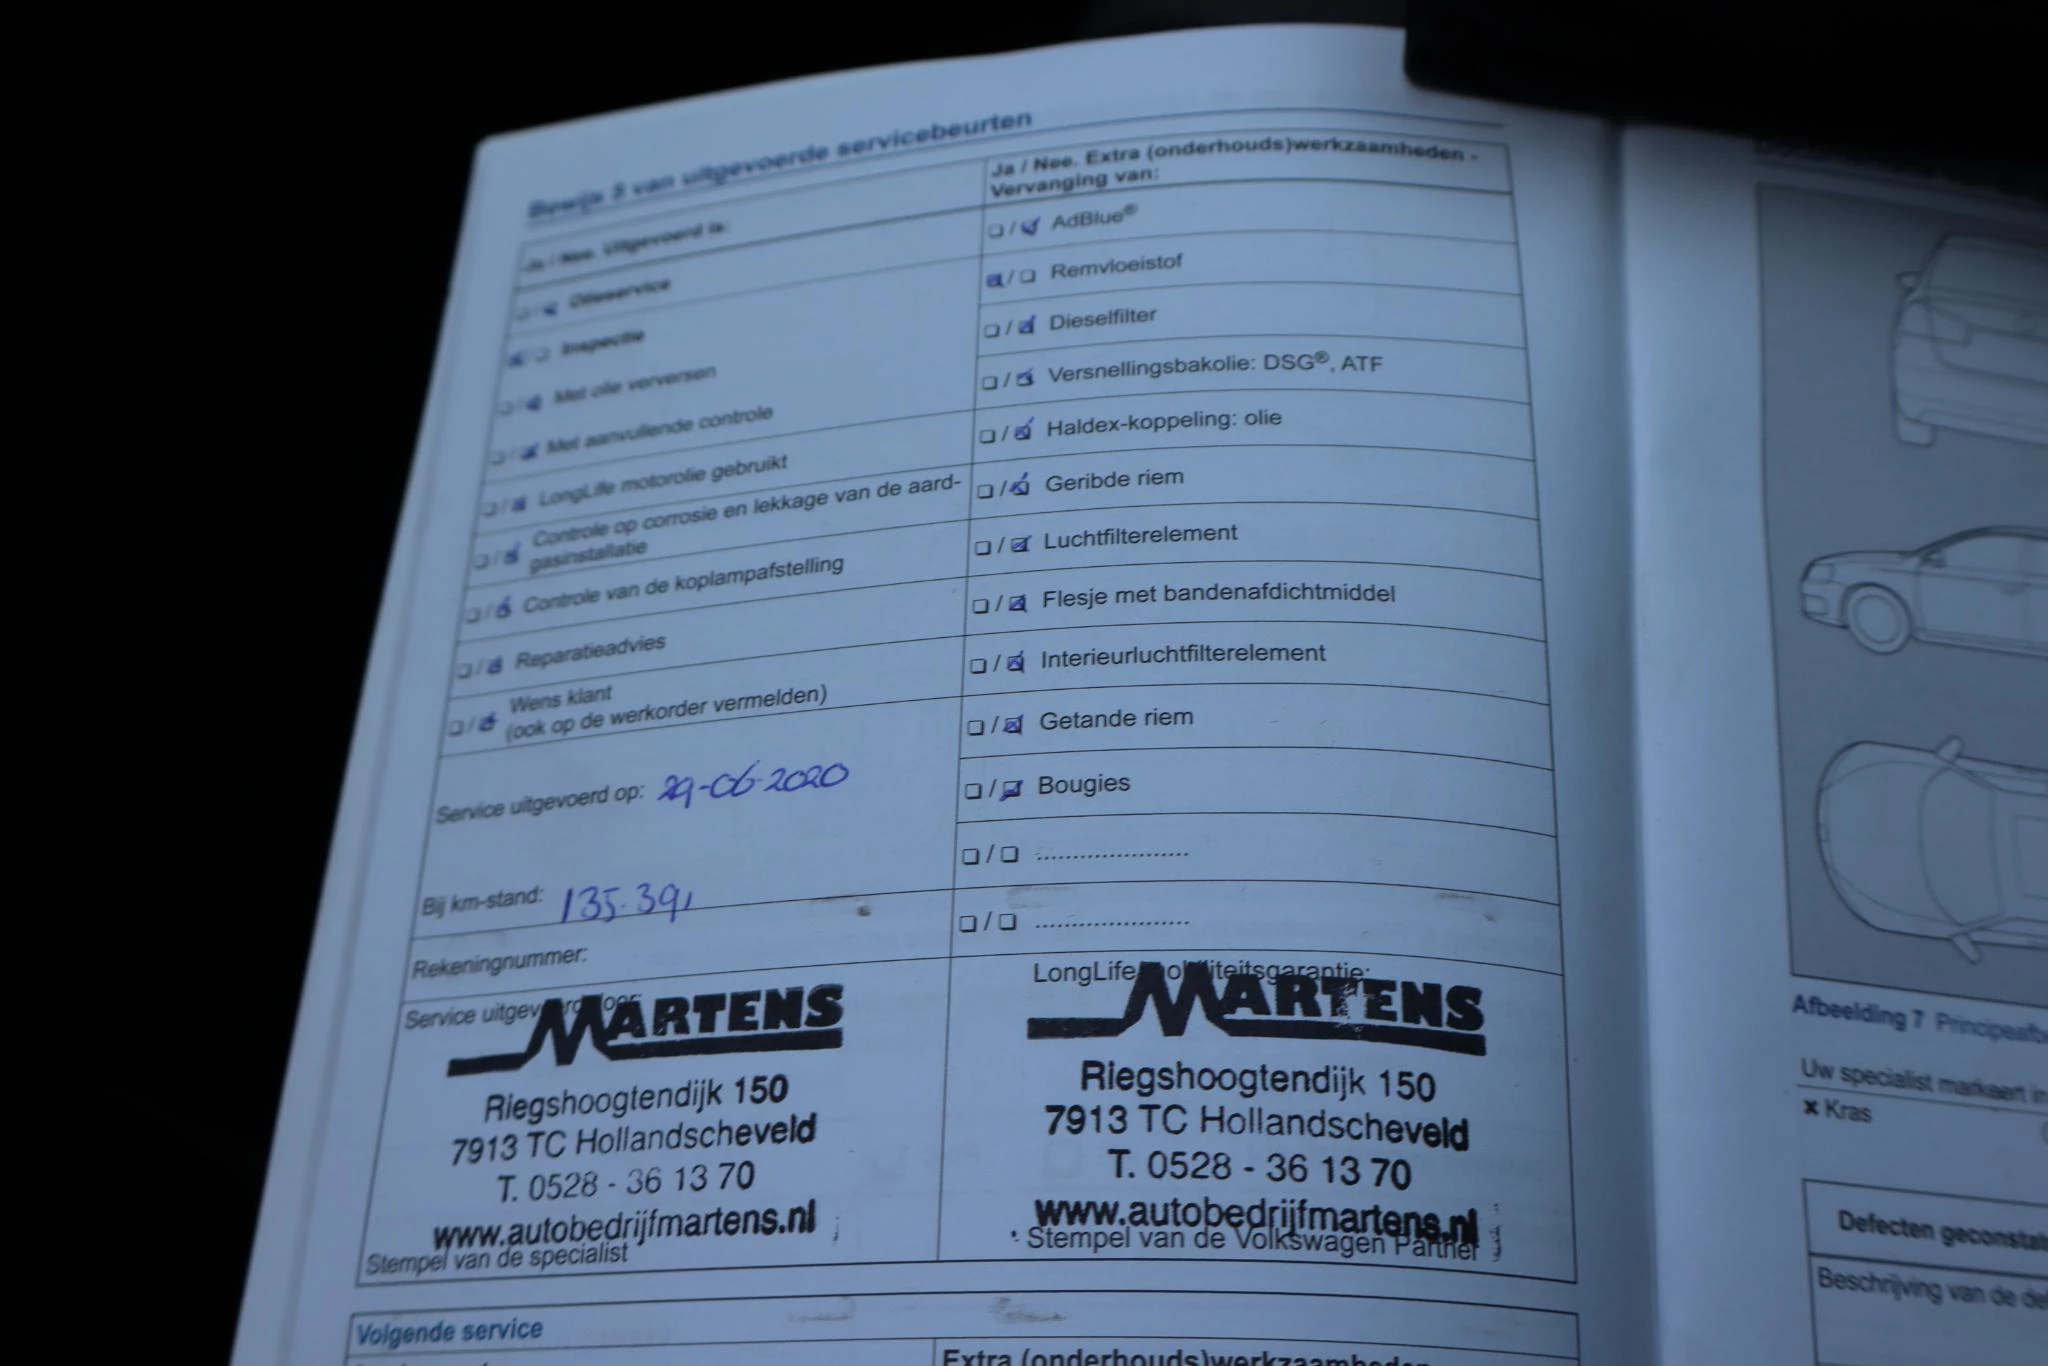 Bewijs 5 van uitgevoerde servicebeurten
Ja / Nee. Uitgevoerd is:
Olieservice
Inspectie
Met olie verversen
Met aanvullende controle
LongLife motorolie gebruikt
Controle op corrosie en lekkage van de aard-
gasinstallatie
Controle van de koplampafstelling
Reparatieadvies
Wens klant
(ook op de werkorder vermelden)
Service uitgevoerd op: 29-06-2020
Bij km-stand: 135.391
Rekeningnummer:
Service uitgevoerd door:
MARTENS
Riegshoogtendijk 150
7913 TC Hollandscheveld
T. 0528 - 36 13 70
www.autobedrijfmartens.nl
Stempel van de specialist
Ja / Nee. Extra (onderhouds)werkzaamheden -
Vervanging van:
AdBlue®
Remvloeistof
Dieselfilter
Versnellingsbakolie: DSG®, ATF
Haldex-koppeling: olie
Geribde riem
Luchtfilterelement
Flesje met bandenafdichtmiddel
Interieurluchtfilterelement
Getande riem
Bougies
/ ......................
/ ......................
LongLife mobiliteitsgarantie:
MARTENS
Riegshoogtendijk 150
7913 TC Hollandscheveld
T. 0528 - 36 13 70
www.autobedrijfmartens.nl
Stempel van de Volkswagen Partner
Volgende service
Extra (onderhouds)werkzaamheden
Afbeelding 7
Uw specialist markeert
× Kras
Defecten
Beschrijving van de